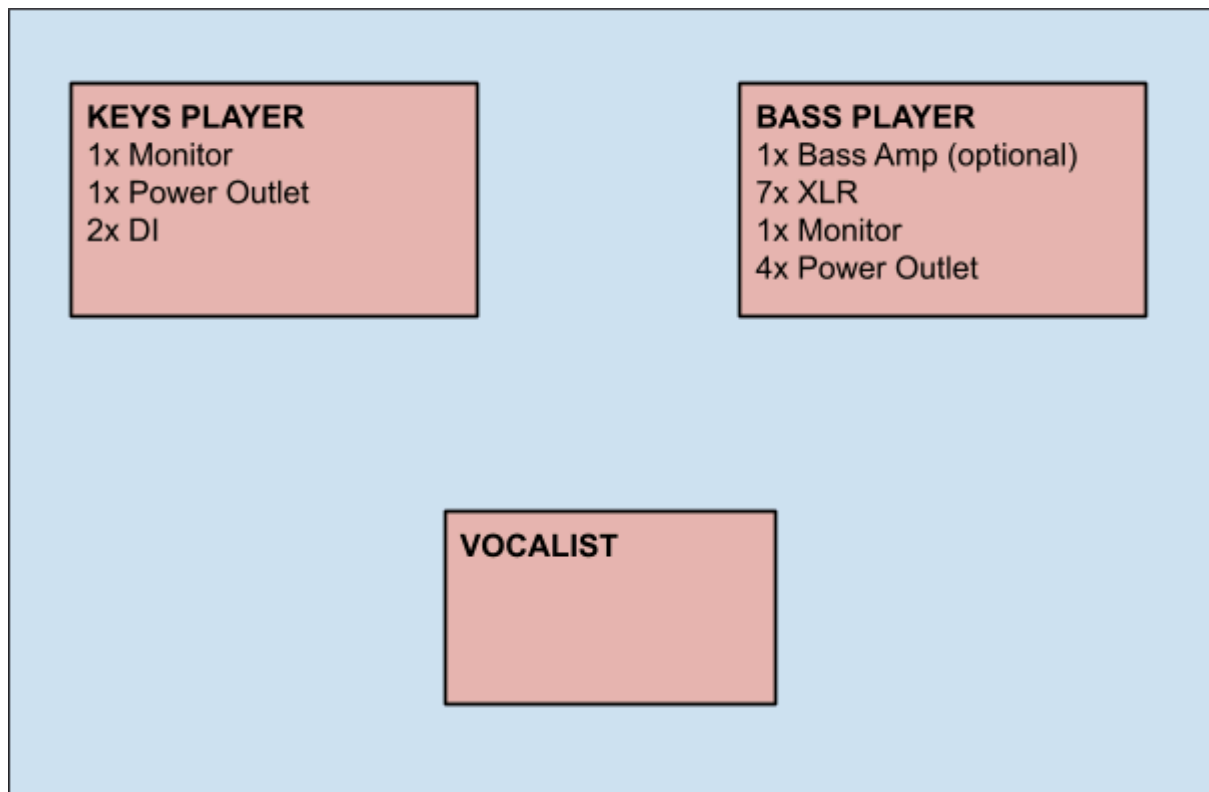 KEYS PLAYER
1x Monitor
1x Power Outlet
2x DI
BASS PLAYER
1x Bass Amp (optional)
7x XLR
1x Monitor
4x Power Outlet
VOCALIST